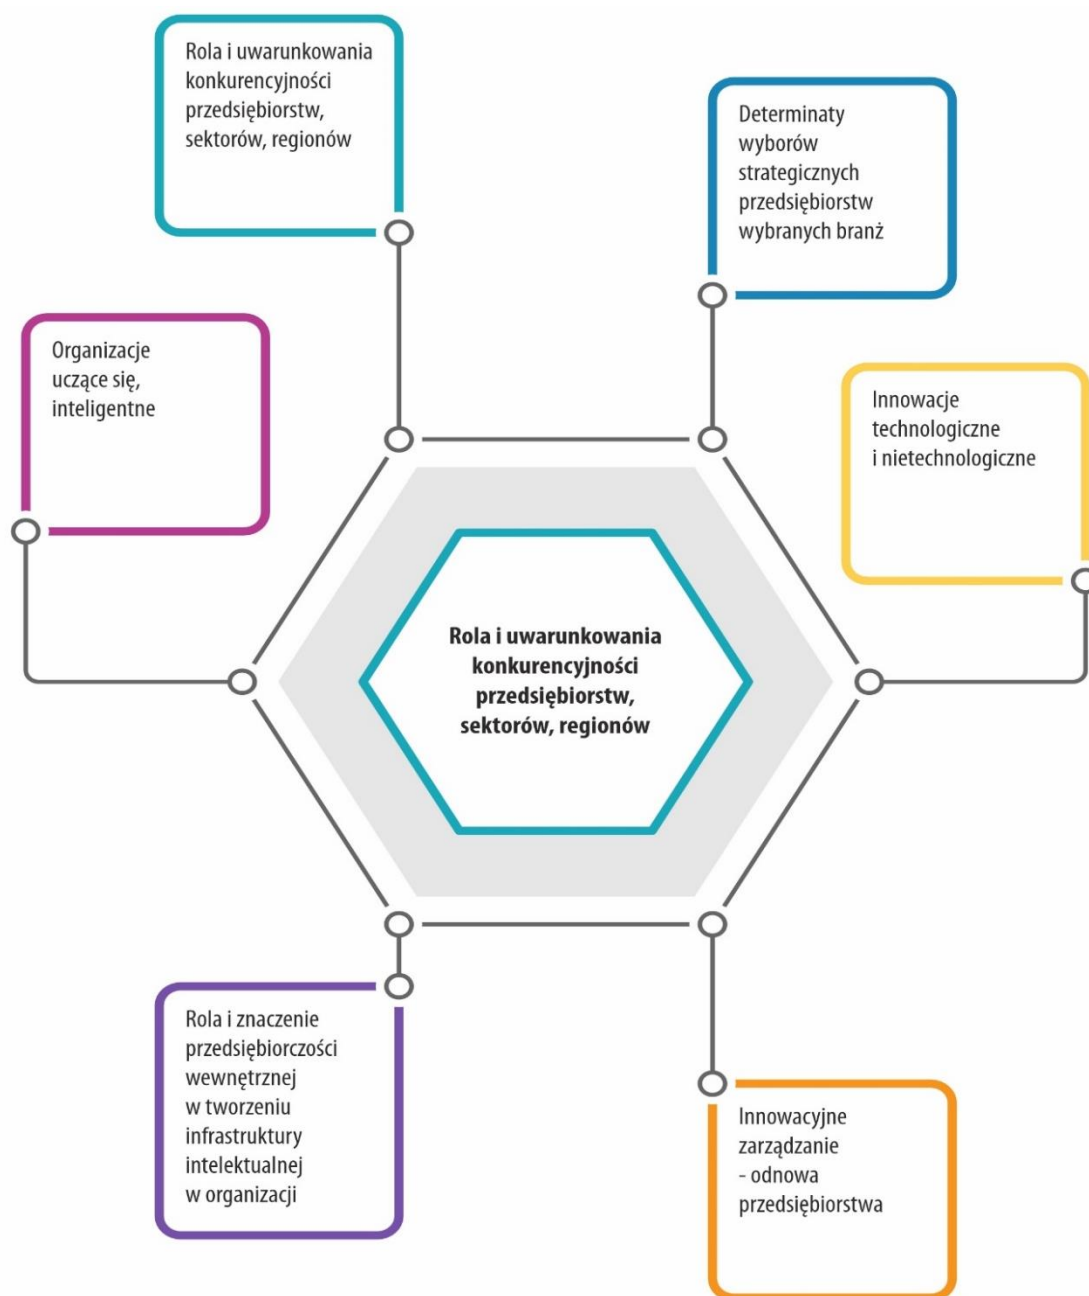 Rola i uwarunkowania
konkurencyjności
przedsiębiorstw,
sektorów, regionów
Determinaty
wyborów
strategicznych
przedsiębiorstw
wybranych branż
Organizacje
uczące się,
inteligentne
Innowacje
technologiczne
i nietechnologiczne
Rola i uwarunkowania
konkurencyjności
przedsiębiorstw,
sektorów, regionów
Rola i znaczenie
przedsiębiorczości
wewnętrznej
w tworzeniu
infrastruktury
intelektualnej
w organizacji
Innowacyjne
zarządzanie
- odnowa
przedsiębiorstwa